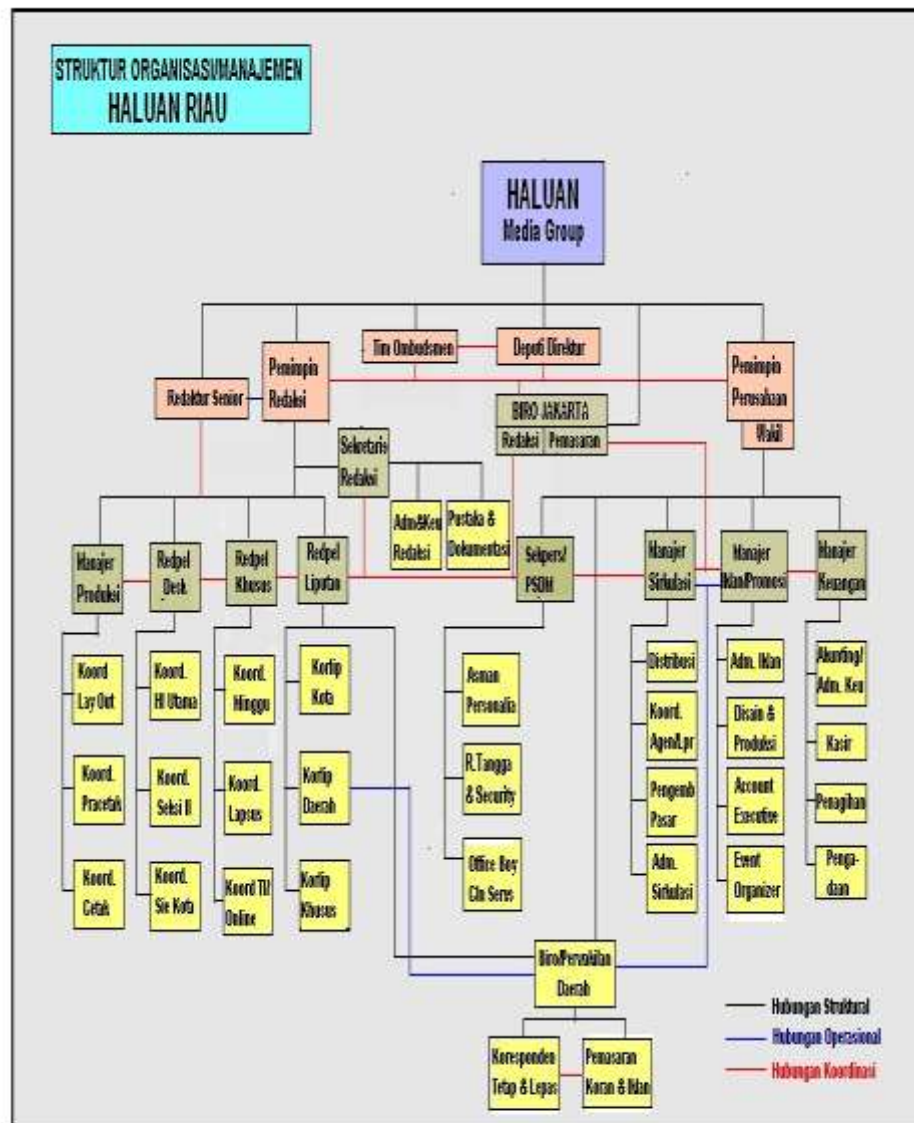 STRUKTUR ORGANISASI/MANAJEMEN
HALUAN RIAU
HALUAN
Media Group
Tim Ombudsmen
Deputi Direktur
Pemimpin
Redaksi
Pemimpin
Perusahaan
Wakil
Redaktur Senior
BIRO JAKARTA
Redaksi
Pemasaran
Sekretaris
Redaksi
Adm&Keu
Redaksi
Pustaka &
Dokumentasi
Manajer
Produksi
Redpel
Desk
Redpel
Khusus
Redpel
Liputan
Sekpers/
PSDM
Manajer
Sirkulasi
Manajer
Iklan/Promosi
Manajer
Keuangan
Koord
Lay Out
Koord.
Hl Utama
Koord.
Minggu
Korlip
Kota
Asman
Personalia
Distribusi
Adm. Iklan
Akunting/
Adm. Keu
Koord.
Pracetak
Koord.
Seksi II
Koord.
Lapsus
Korlip
Daerah
R.Tangga
& Security
Koord.
Agen/Lpr
Disain &
Produksi
Kasir
Koord.
Cetak
Koord.
Sie Kota
Koord TI/
Online
Korlip
Khusus
Office Boy
Cln Seres
Pengemb
Pasar
Account
Executive
Penagihan
Adm.
Sirkulasi
Event
Organizer
Penga-
daan
Biro/Perwakilan
Daerah
Koresponden
Tetap & Lepas
Pemasaran
Koran & Iklan
Hubungan Struktural
Hubungan Operasional
Hubungan Koordinasi